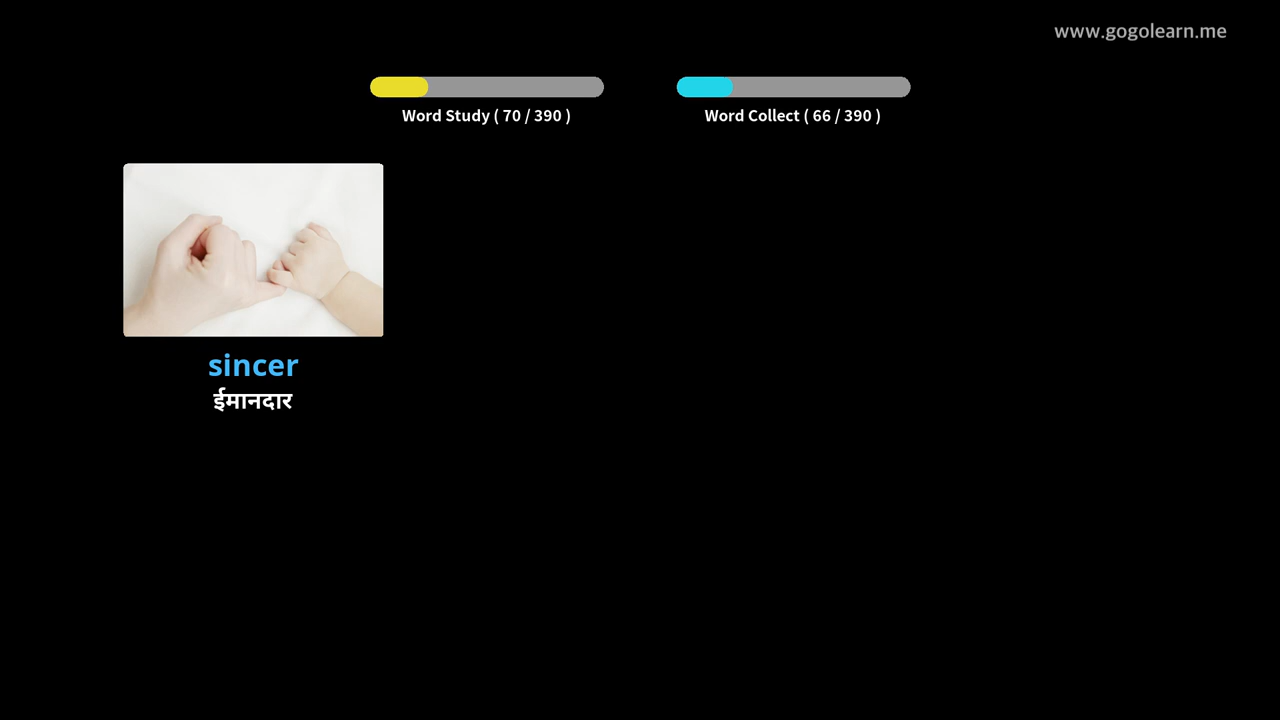 www.gogolearn.me
Word Study ( 70 / 390 )
Word Collect ( 66 / 390 )
sincer
ईमानदार